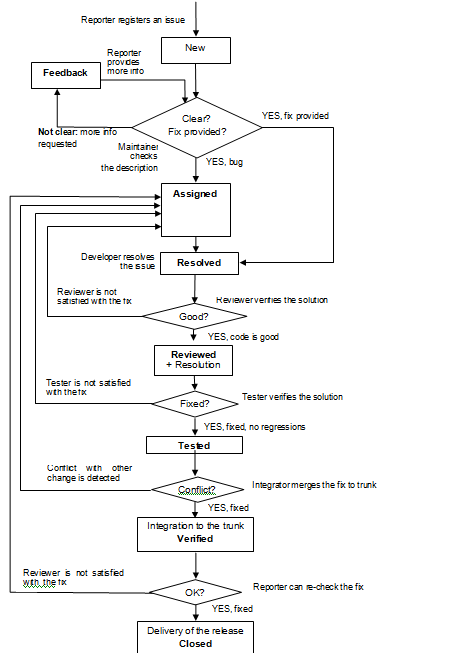 Reporter registers an issue
New
Reporter
provides
more info
Feedback
Clear?
Fix provided?
YES, fix provided
Not clear: more info
requested
Maintainer
checks
the description
YES, bug
Assigned
Developer resolves
the issue
Resolved
Reviewer is not
satisfied with the fix
Reviewer verifies the solution
Good?
YES, code is good
Reviewed
+ Resolution
Tester is not satisfied
with the fix
Fixed?
Tester verifies the solution
YES, fixed, no regressions
Tested
Conflict with other
change is detected
Conflict?
Integrator merges the fix to trunk
YES, fixed
Integration to the trunk
Verified
Reviewer is not satisfied
with the fix
OK?
Reporter can re-check the fix
YES, fixed
Delivery of the release
Closed